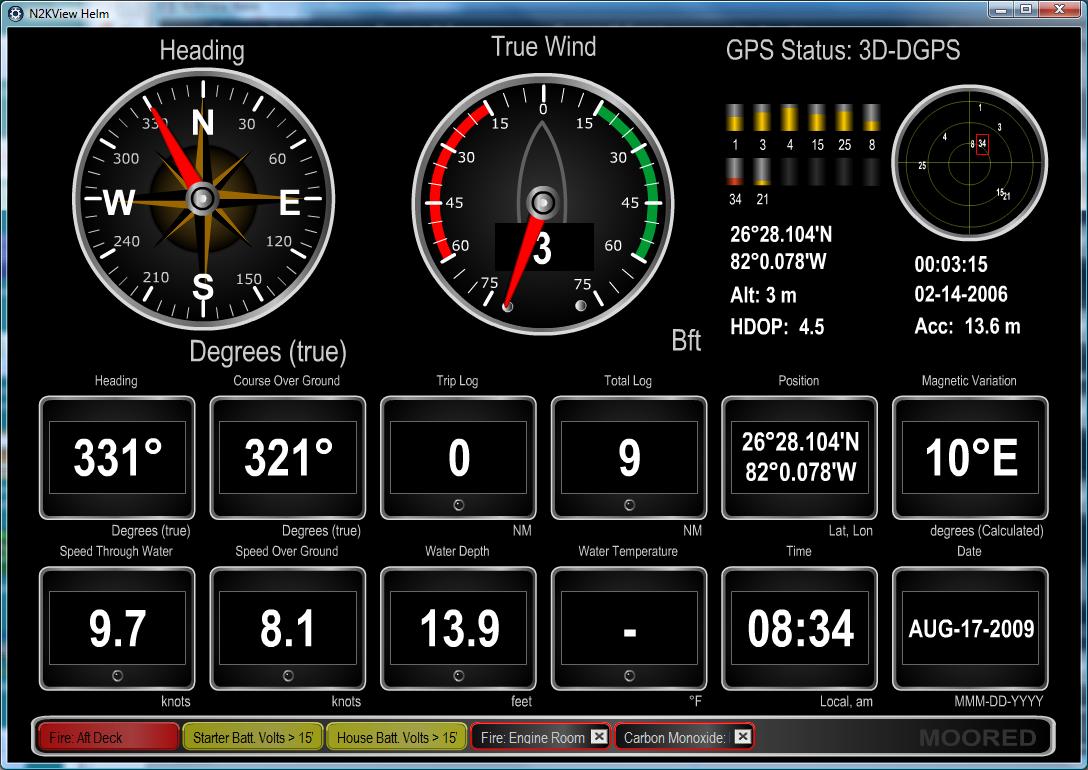 N2KView Helm
Heading
N
30
60
E
120
150
S
210
240
W
300
330
Degrees (true)
True Wind
0
15
15
30
30
45
45
60
60
75
75
3
Bft
GPS Status: 3D-DGPS
1 3 4 15 25 8
34 21
1
3
4
6
34
25
15
21
26°28.104'N
82°0.078'W
Alt: 3 m
HDOP: 4.5
00:03:15
02-14-2006
Acc: 13.6 m
Heading
331°
Degrees (true)
Course Over Ground
321°
Degrees (true)
Trip Log
0
NM
Total Log
9
NM
Position
26°28.104'N
82°0.078'W
Lat, Lon
Magnetic Variation
10°E
degrees (Calculated)
Speed Through Water
9.7
knots
Speed Over Ground
8.1
knots
Water Depth
13.9
feet
Water Temperature
-
°F
Time
08:34
Local, am
Date
AUG-17-2009
MMM-DD-YYYY
Fire: Aft Deck
Starter Batt. Volts > 15'
House Batt. Volts > 15'
Fire: Engine Room
Carbon Monoxide:
MOORED